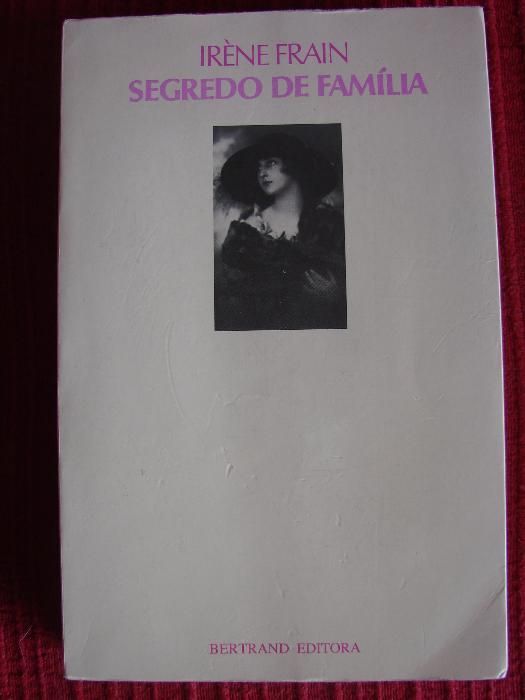 IRÈNE FRAIN
SEGREDO DE FAMÍLIA
BERTRAND EDITORA